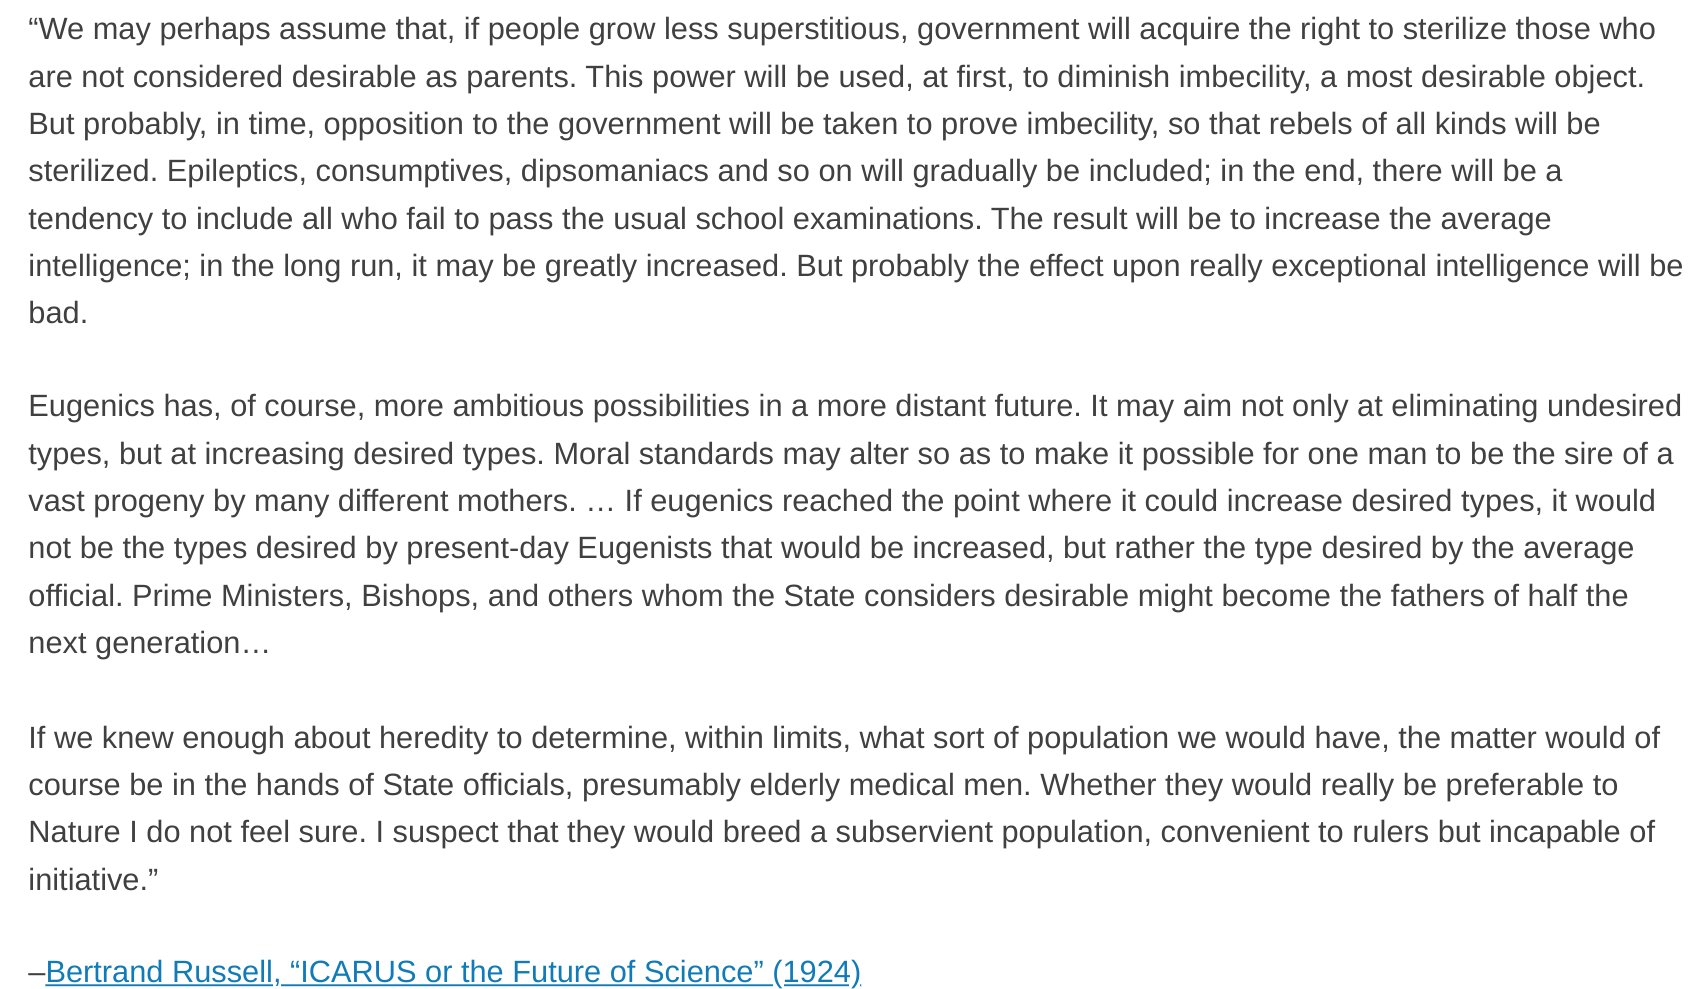 “We may perhaps assume that, if people grow less superstitious, government will acquire the right to sterilize those who
are not considered desirable as parents. This power will be used, at first, to diminish imbecility, a most desirable object.
But probably, in time, opposition to the government will be taken to prove imbecility, so that rebels of all kinds will be
sterilized. Epileptics, consumptives, dipsomaniacs and so on will gradually be included; in the end, there will be a
tendency to include all who fail to pass the usual school examinations. The result will be to increase the average
intelligence; in the long run, it may be greatly increased. But probably the effect upon really exceptional intelligence will be
bad.
Eugenics has, of course, more ambitious possibilities in a more distant future. It may aim not only at eliminating undesired
types, but at increasing desired types. Moral standards may alter so as to make it possible for one man to be the sire of a
vast progeny by many different mothers. … If eugenics reached the point where it could increase desired types, it would
not be the types desired by present-day Eugenists that would be increased, but rather the type desired by the average
official. Prime Ministers, Bishops, and others whom the State considers desirable might become the fathers of half the
next generation…
If we knew enough about heredity to determine, within limits, what sort of population we would have, the matter would of
course be in the hands of State officials, presumably elderly medical men. Whether they would really be preferable to
Nature I do not feel sure. I suspect that they would breed a subservient population, convenient to rulers but incapable of
initiative.”
–Bertrand Russell, “ICARUS or the Future of Science” (1924)